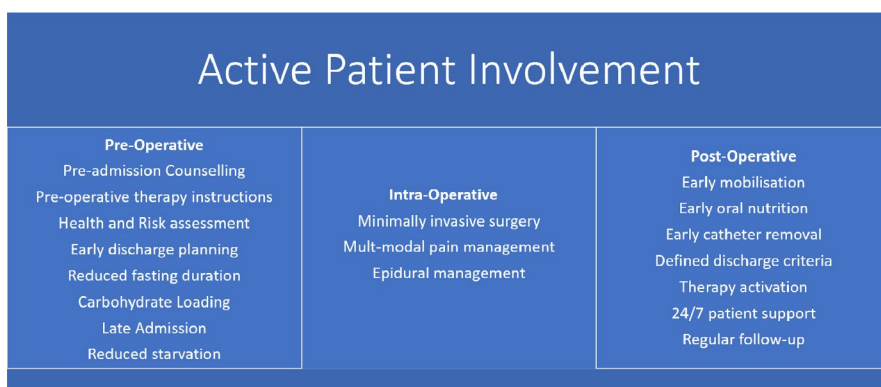 Active Patient Involvement
Pre-Operative
Pre-admission Counselling
Pre-operative therapy instructions
Health and Risk assessment
Early discharge planning
Reduced fasting duration
Carbohydrate Loading
Late Admission
Reduced starvation
Intra-Operative
Minimally invasive surgery
Mult-modal pain management
Epidural management
Post-Operative
Early mobilisation
Early oral nutrition
Early catheter removal
Defined discharge criteria
Therapy activation
24/7 patient support
Regular follow-up